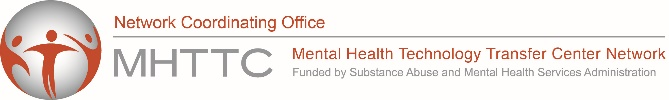 Network Coordinating Office
MHTTC
Mental Health Technology Transfer Center Network
Funded by Substance Abuse and Mental Health Services Administration